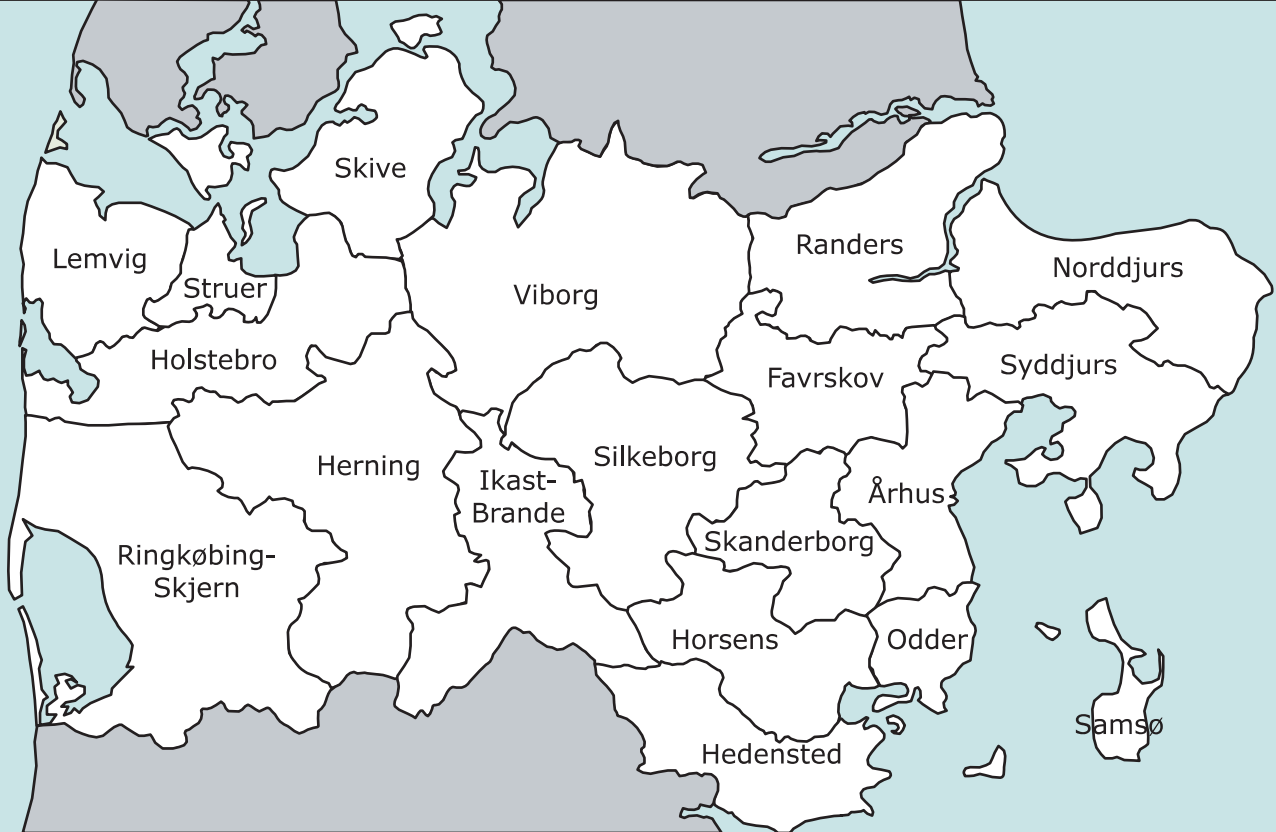 Skive
Lemvig
Struer
Randers
Norddjurs
Viborg
Holstebro
Favrskov
Syddjurs
Herning
Ikast-
Brande
Silkeborg
Århus
Ringkøbing-
Skjern
Skanderborg
Horsens
Odder
Samsø
Hedensted